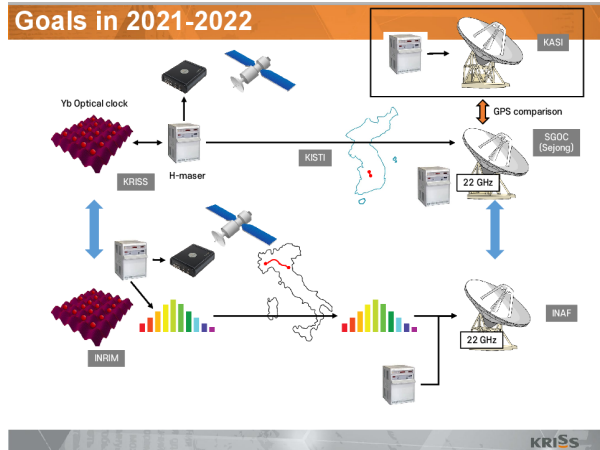 Goals in 2021-2022
KASI
GPS comparison
Yb Optical clock
SGOC
(Sejong)
KISTI
KRISS
H-maser
22 GHz
INAF
22 GHz
INRIM
KRISS